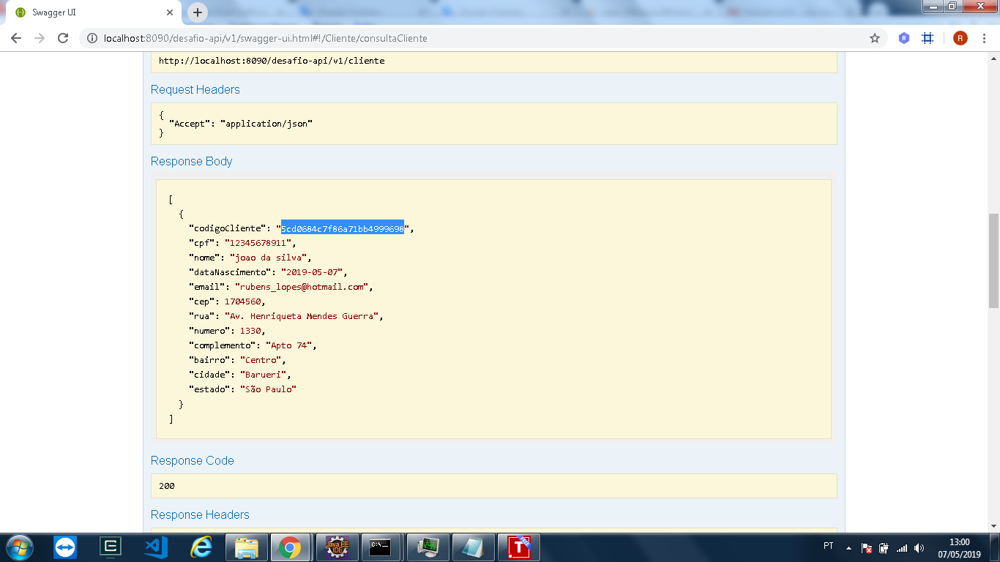 Swagger UI
localhost:8090/desafio-api/v1/swagger-ui.html#!/Cliente/consultaCliente
R
R
http://localhost:8090/desafio-api/v1/cliente
Request Headers
{
"Accept": "application/json"
}
Response Body
[
{
"codigoCliente": "5cd0684c7f86a71bb4999698",
"cpf": "12345678911",
"nome": "joao da silva",
"dataNascimento": "2019-05-07",
"email": "rubens_lopes@hotmail.com",
"cep": 1704560,
"rua": "Av. Henriqueta Mendes Guerra",
"numero": 1330,
"complemento": "Apto 74",
"bairro": "Centro",
"cidade": "Barueri",
"estado": "São Paulo"
}
]
Response Code
200
Response Headers
Java EE
IDE
C:\_
T
PT
13:00
07/05/2019